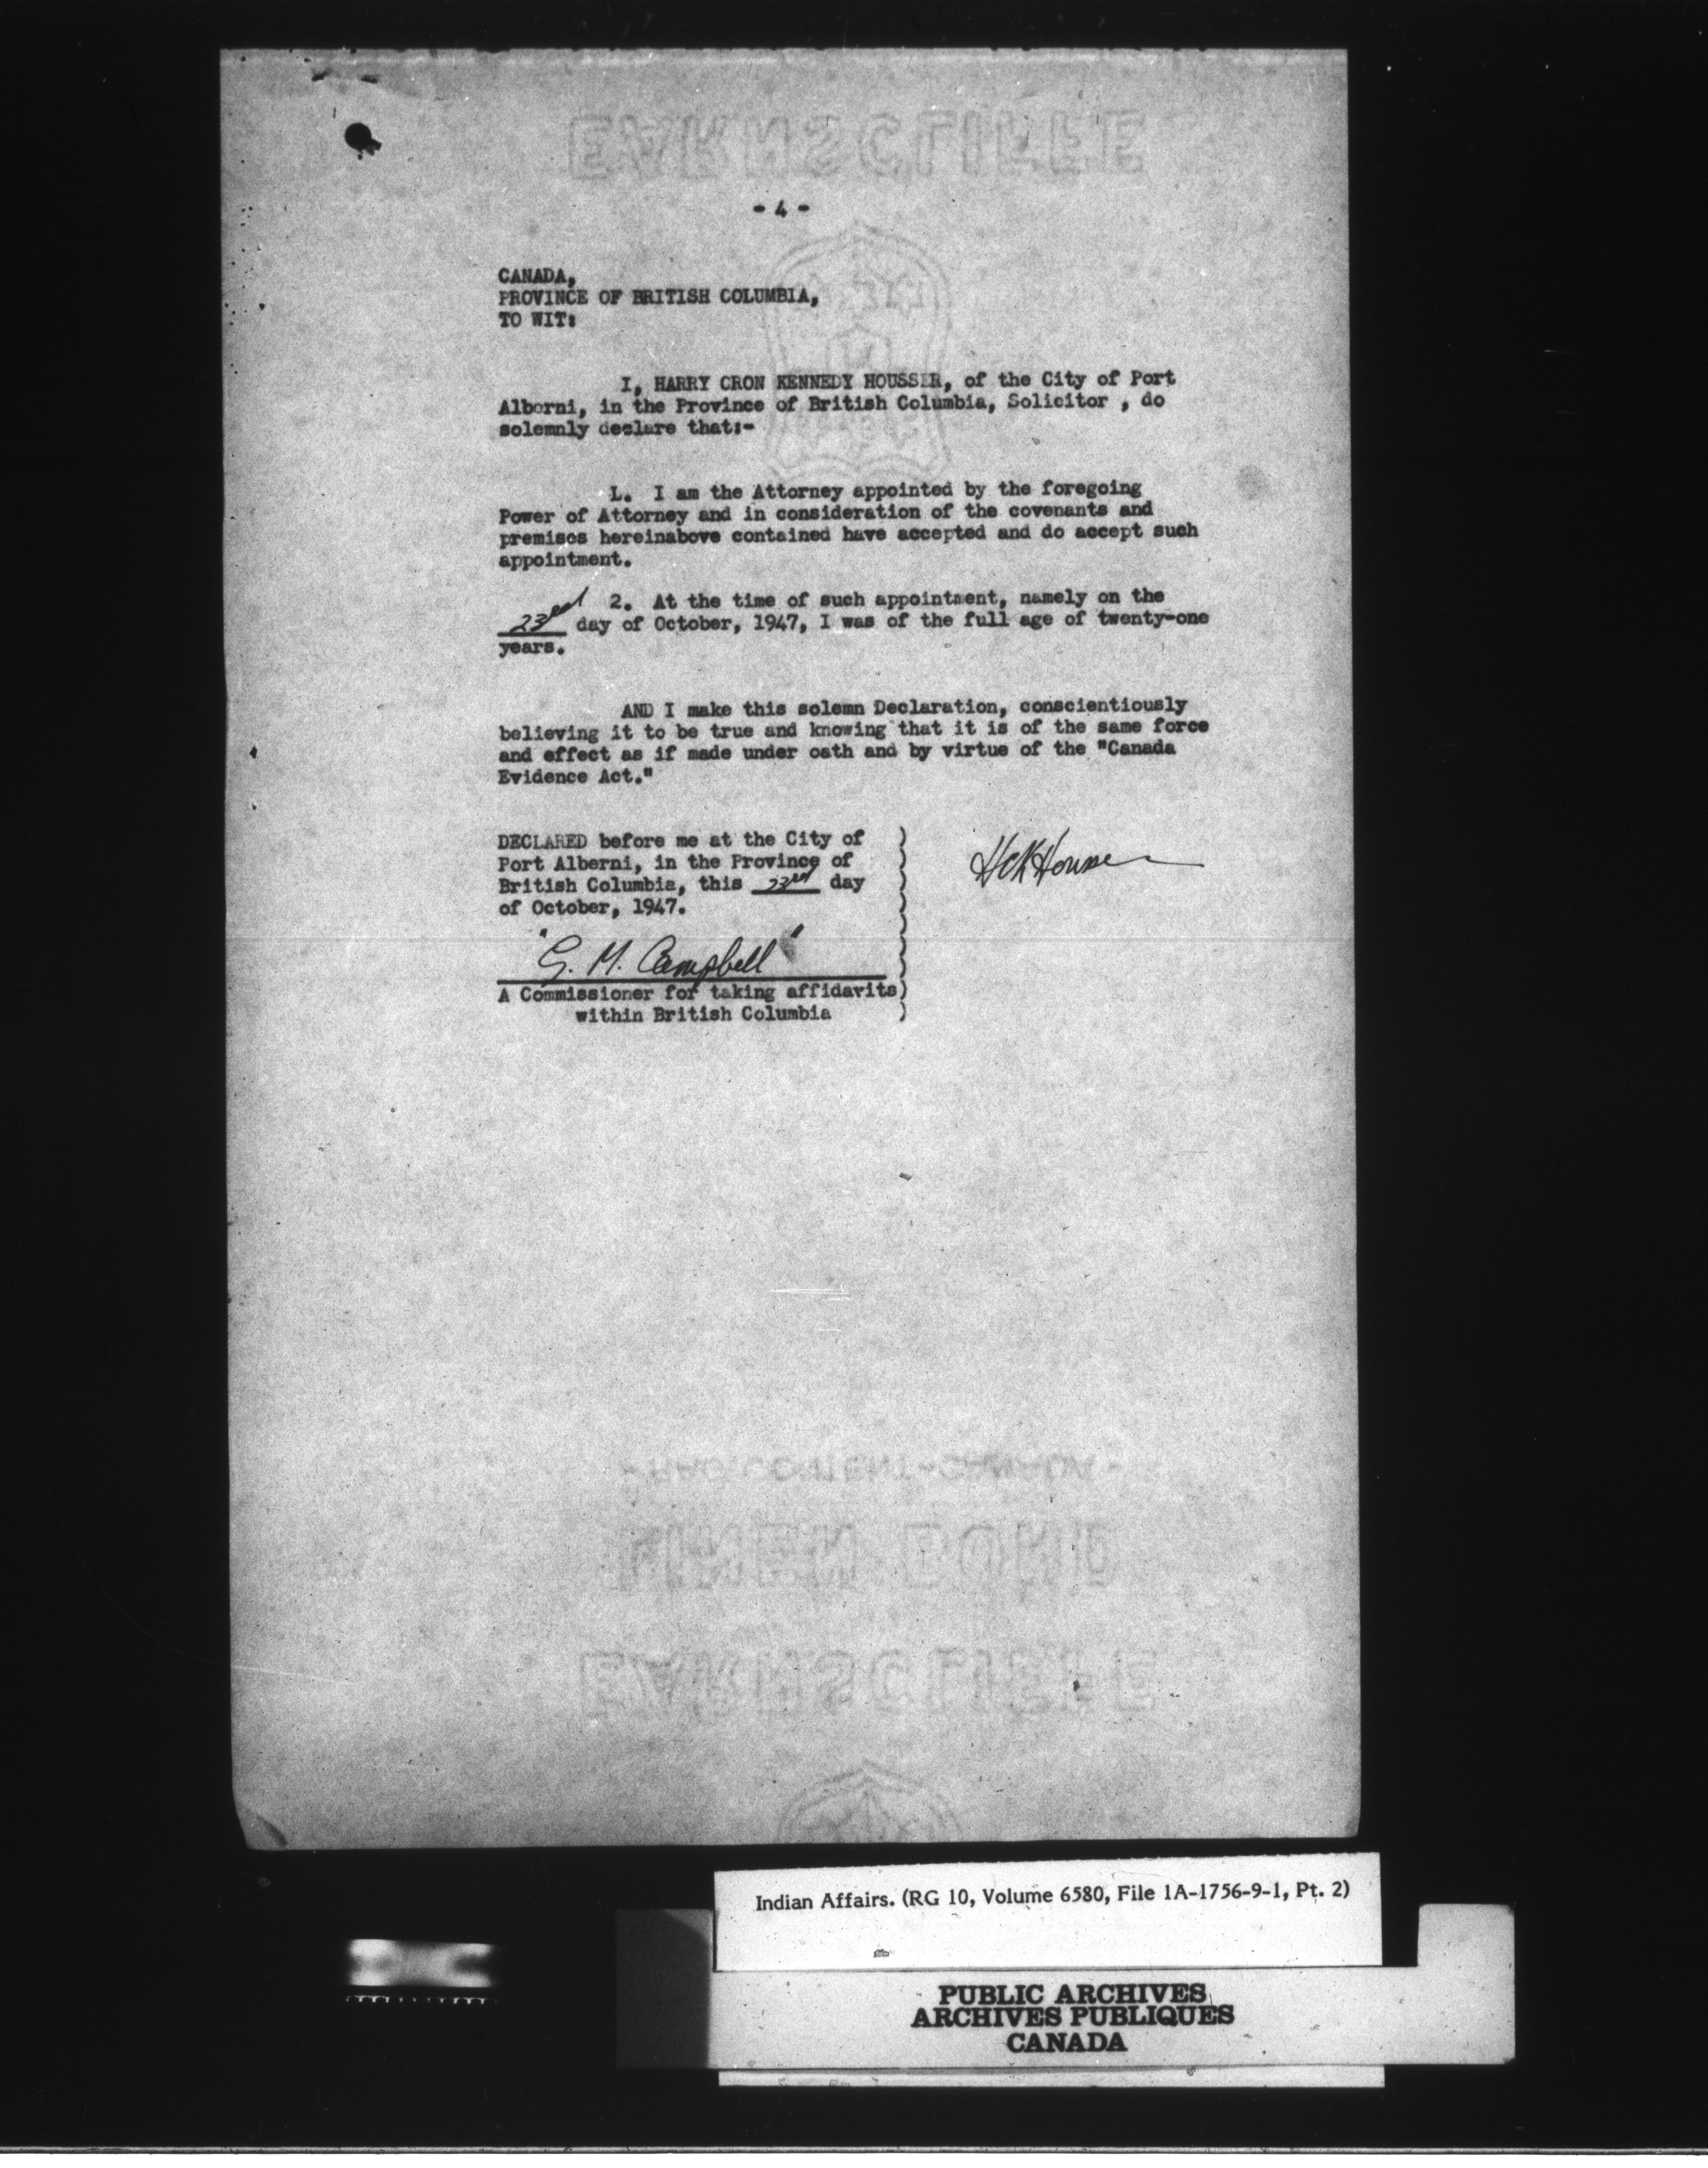 EARNSCLIFFE
- 4 -
CANADA,
PROVINCE OF BRITISH COLUMBIA,
TO WIT:
I, HARRY CRON KENNEDY HOUSSER, of the City of Port
Alberni, in the Province of British Columbia, Solicitor , do
solemnly declare that:-
1. I am the Attorney appointed by the foregoing
Power of Attorney and in consideration of the covenants and
premises hereinabove contained have accepted and do accept such
appointment.
2. At the time of such appointment, namely on the
23rd day of October, 1947, I was of the full age of twenty-one
years.
AND I make this solemn Declaration, conscientiously
believing it to be true and knowing that it is of the same force
and effect as if made under oath and by virtue of the "Canada
Evidence Act."
DECLARED before me at the City of
Port Alberni, in the Province of
British Columbia, this 23rd day
of October, 1947.
HCKHousser
"G. M. Campbell"
A Commissioner for taking affidavits)
within British Columbia
- RAG CONTENT-CANADA -
LINEN BOND
EARNSCLIFFE
Indian Affairs. (RG 10, Volume 6580, File 1A-1756-9-1, Pt. 2)
PUBLIC ARCHIVES
ARCHIVES PUBLIQUES
CANADA